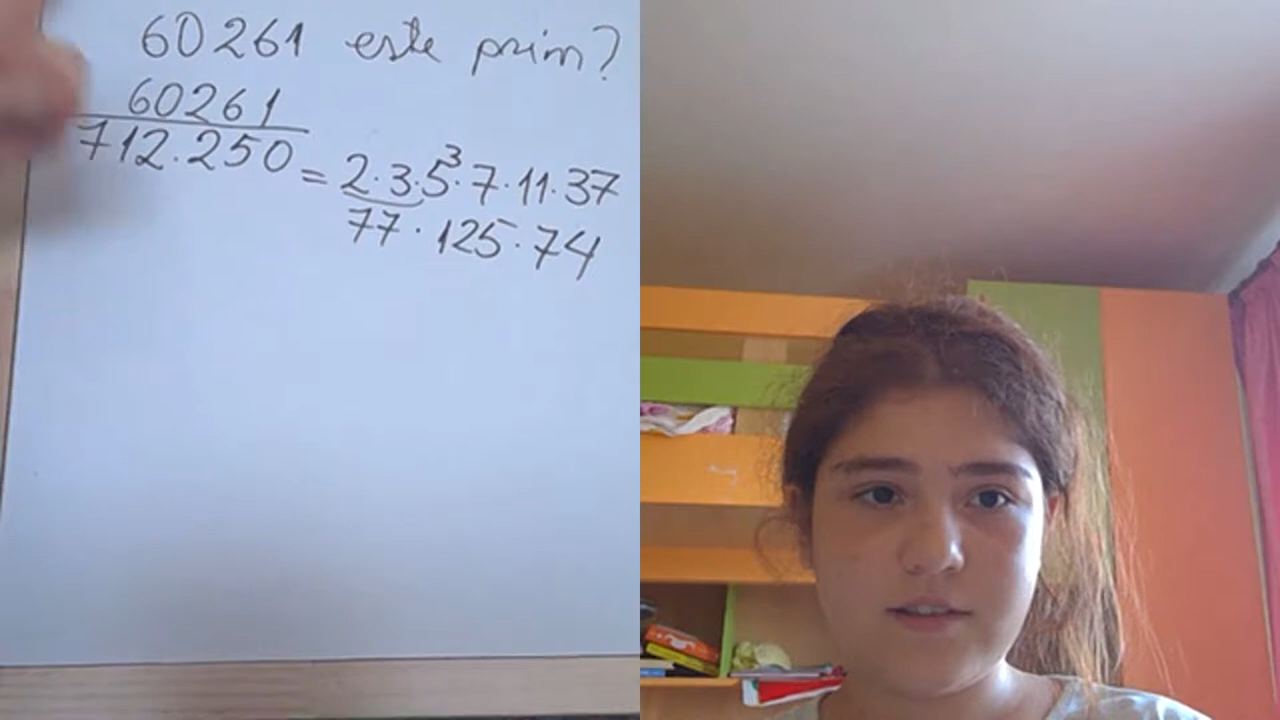 60261 este prim?
60261
712.250 = 2·3·5³·7·11·37
77·125·74